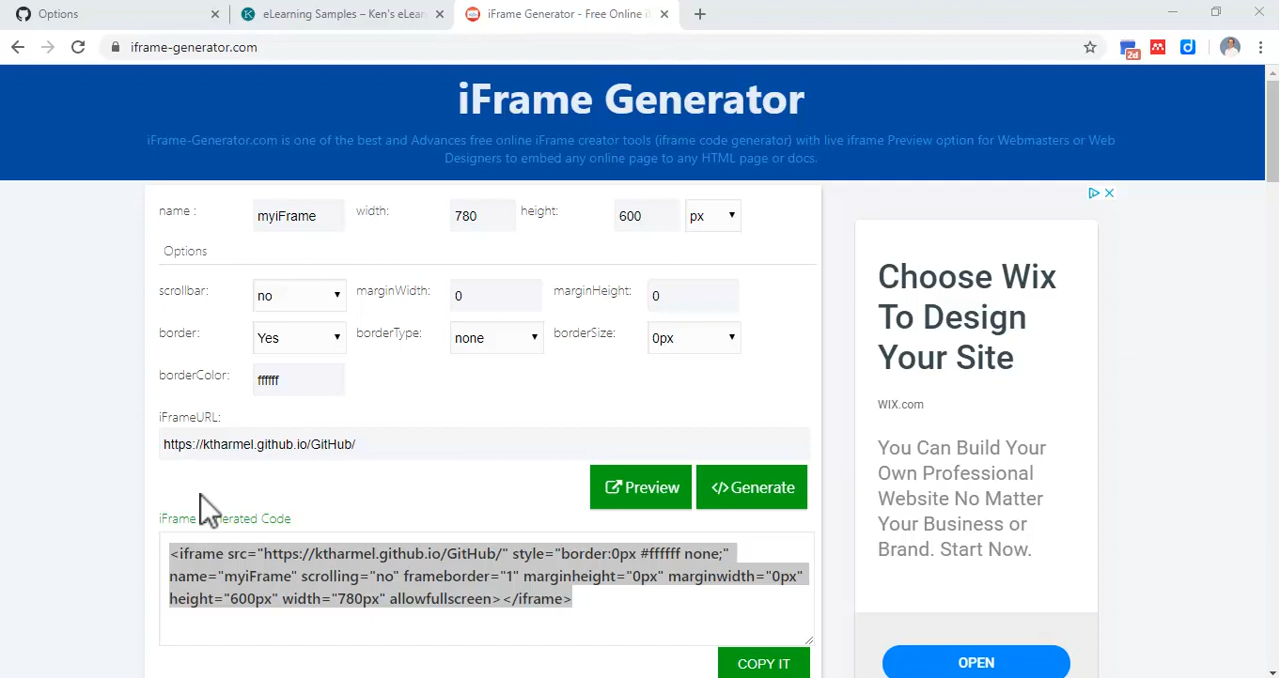 Options
eLearning Samples – Ken's eLear
iFrame Generator - Free Online i
iframe-generator.com
2d
iFrame Generator
iFrame-Generator.com is one of the best and Advances free online iFrame creator tools (iframe code generator) with live iframe Preview option for Webmasters or Web
Designers to embed any online page to any HTML page or docs.
name : myiFrame width: 780 height: 600 px
Options
scrollbar: no marginWidth: 0 marginHeight: 0
border: Yes borderType: none borderSize: 0px
borderColor: ffffff
iFrameURL:
https://ktharmel.github.io/GitHub/
Preview </>Generate
iFrame erated Code
<iframe src="https://ktharmel.github.io/GitHub/" style="border:0px #ffffff none;"
name="myiFrame" scrolling="no" frameborder="1" marginheight="0px" marginwidth="0px"
height="600px" width="780px" allowfullscreen></iframe>
COPY IT
Choose Wix
To Design
Your Site
WIX.com
You Can Build Your
Own Professional
Website No Matter
Your Business or
Brand. Start Now.
OPEN